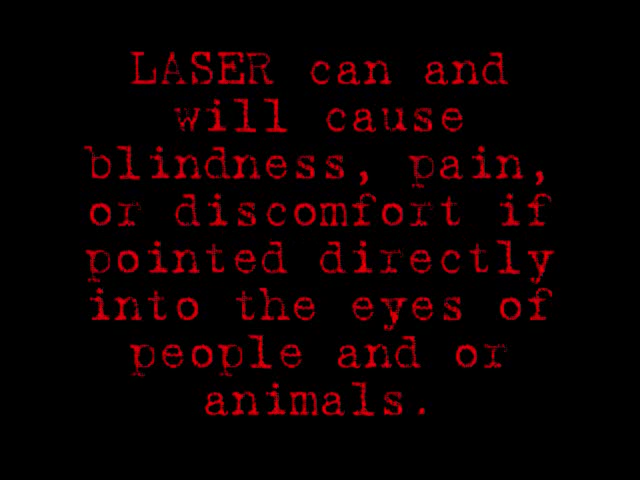 LASER can and
will cause
blindness, pain,
or discomfort if
pointed directly
into the eyes of
people and or
animals.